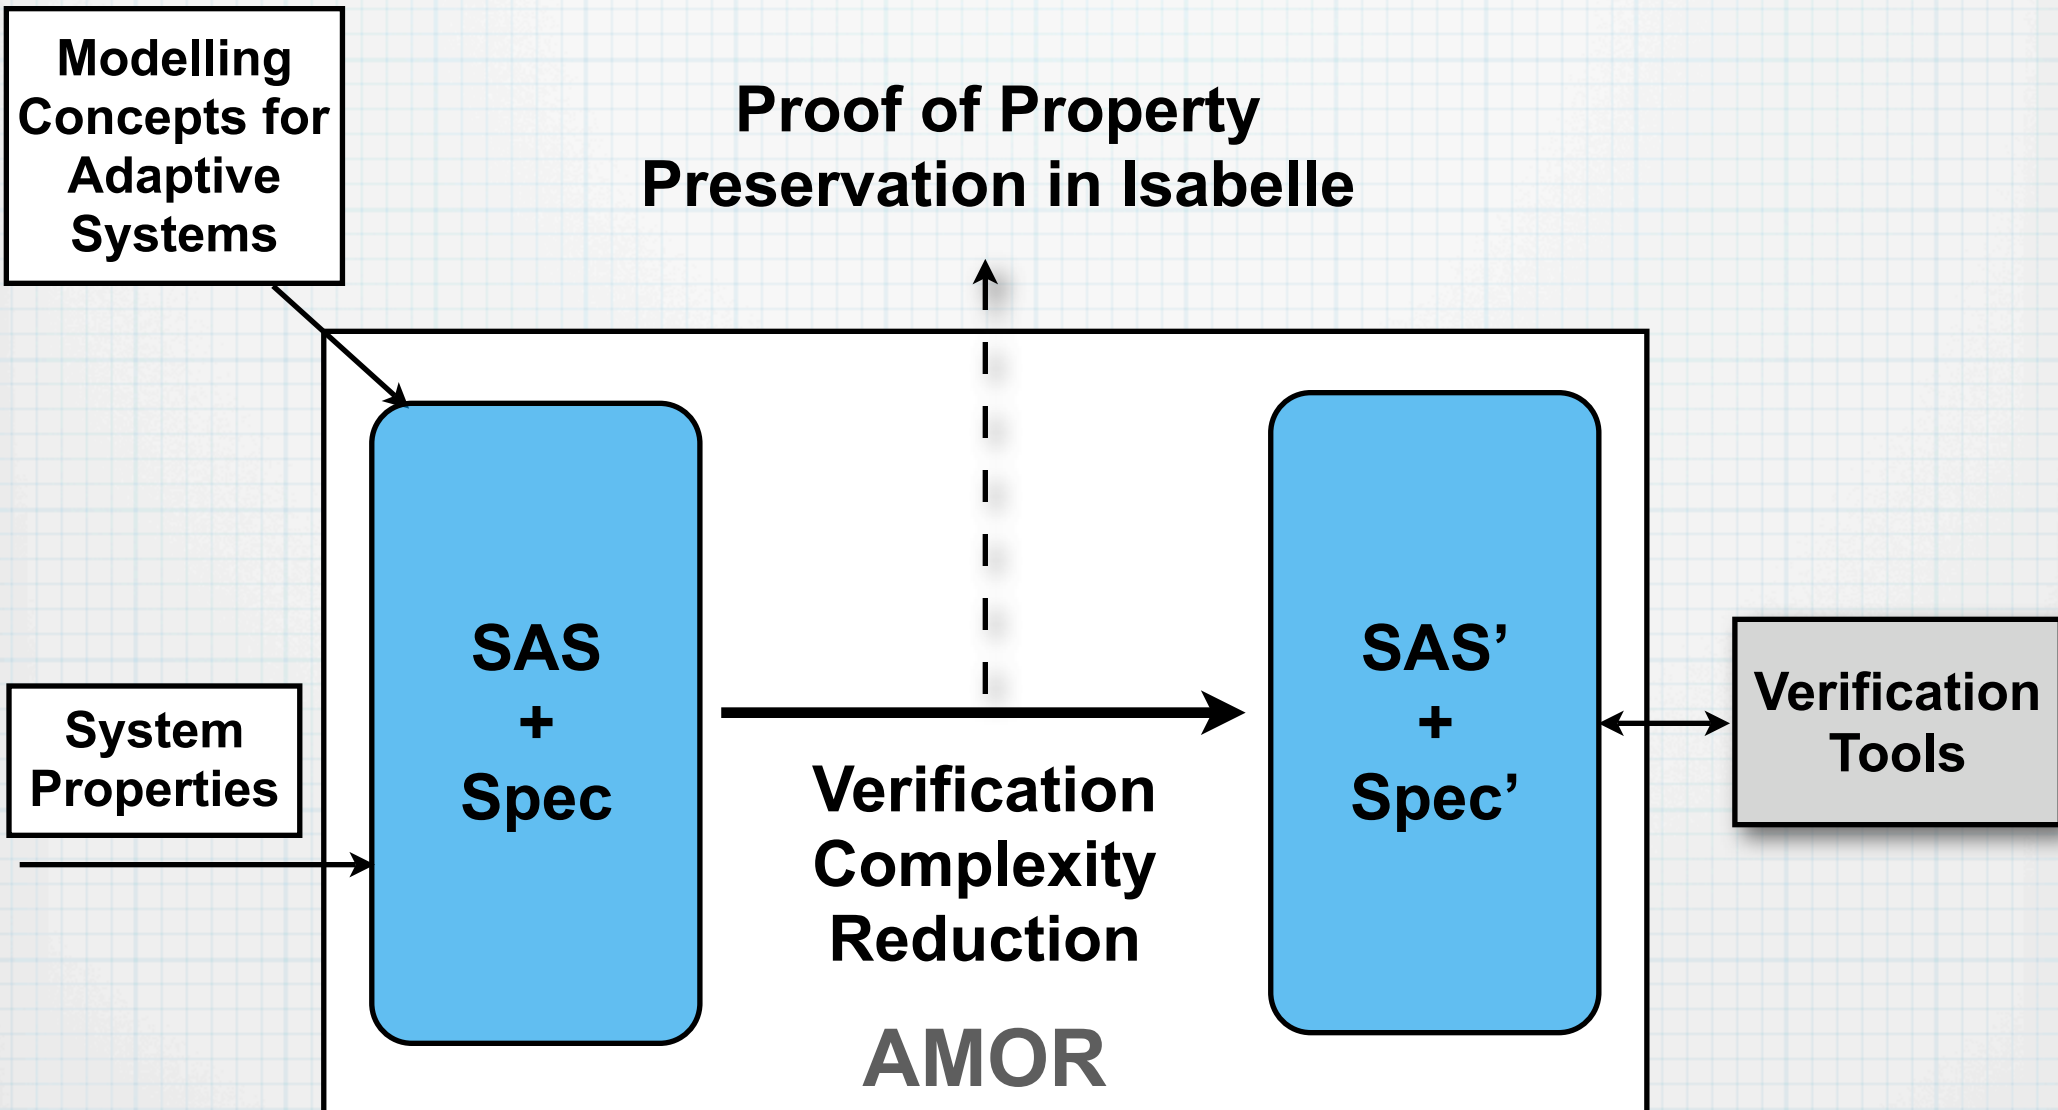 Modelling
Concepts for
Adaptive
Systems
Proof of Property
Preservation in Isabelle
System
Properties
SAS
+
Spec
Verification
Complexity
Reduction
AMOR
SAS’
+
Spec’
Verification
Tools